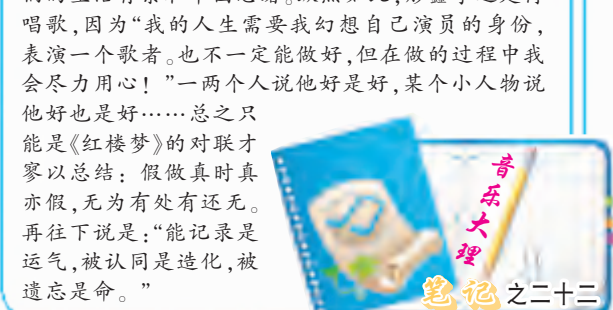 唱歌，因为“我的人生需要我幻想自己演员的身份，
表演一个歌者。也不一定能做好，但在做的过程中我
会尽力用心！”一两个人说他好是好，某个小人物说
他好也是好……总之只
能是《红楼梦》的对联才
寥以总结：假做真时真
亦假，无为有处有还无。
再往下说是：“能记录是
运气，被认同是造化，被
遗忘是命。”
音乐大理
笔记之二十二